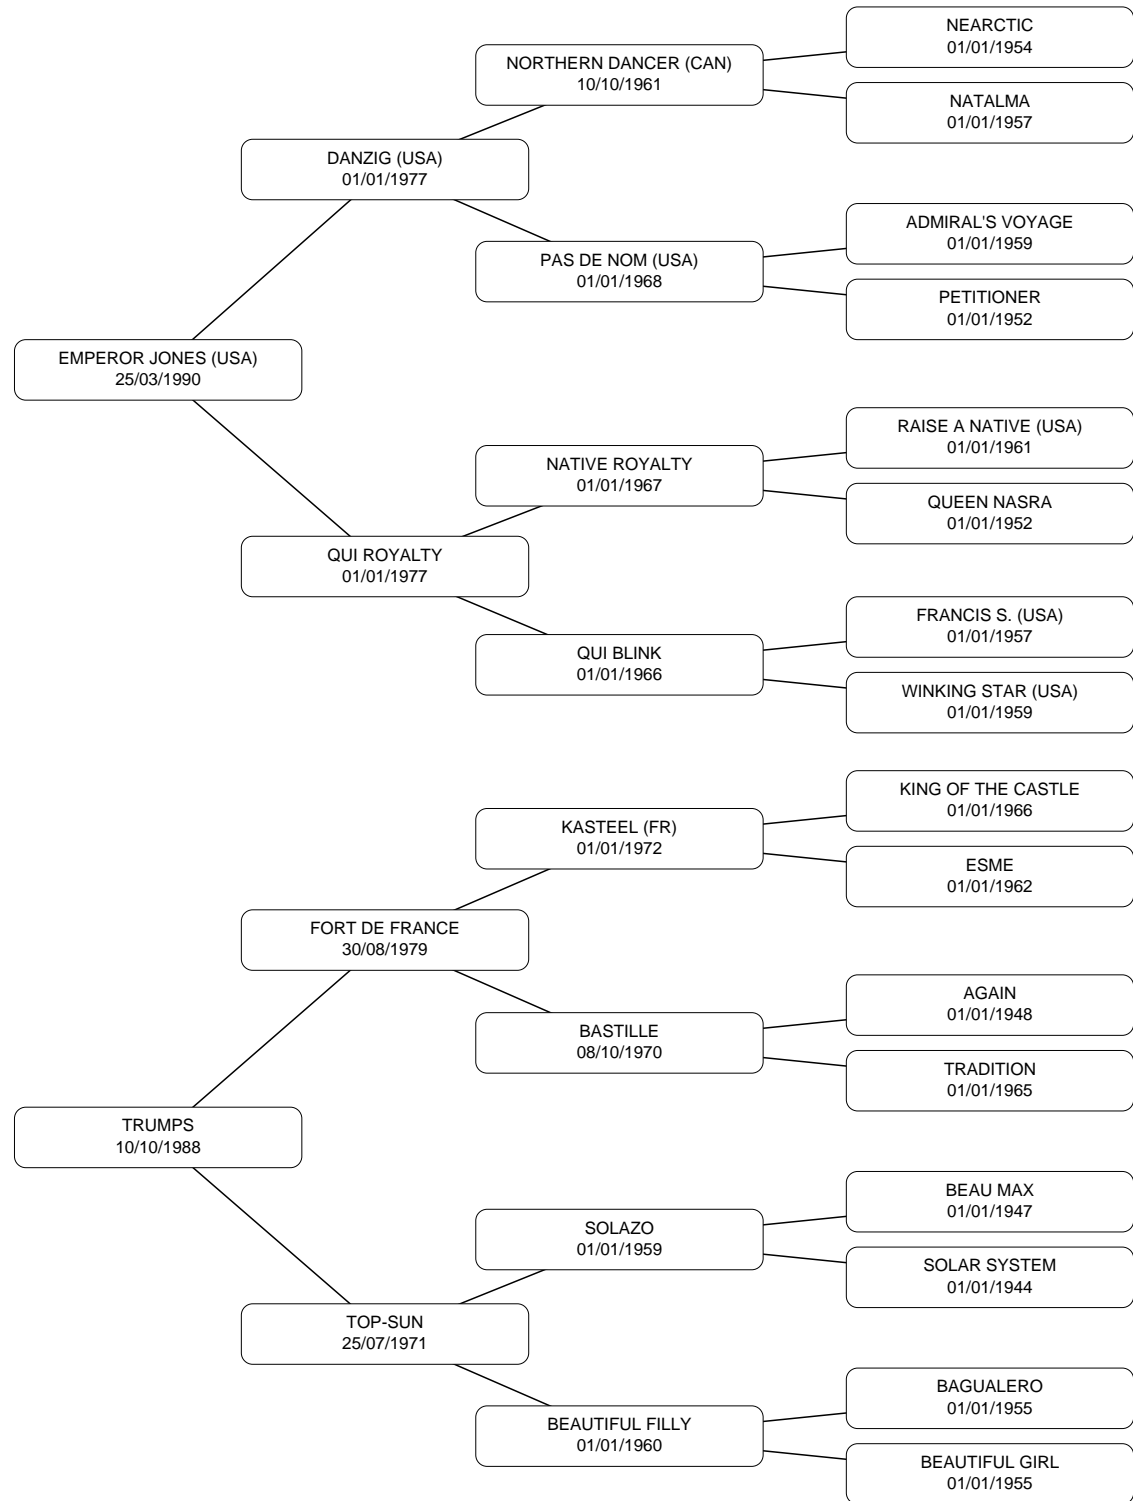 NEARCTIC
01/01/1954
NORTHERN DANCER (CAN)
10/10/1961
NATALMA
01/01/1957
DANZIG (USA)
01/01/1977
ADMIRAL'S VOYAGE
01/01/1959
PAS DE NOM (USA)
01/01/1968
PETITIONER
01/01/1952
EMPEROR JONES (USA)
25/03/1990
RAISE A NATIVE (USA)
01/01/1961
NATIVE ROYALTY
01/01/1967
QUEEN NASRA
01/01/1952
QUI ROYALTY
01/01/1977
FRANCIS S. (USA)
01/01/1957
QUI BLINK
01/01/1966
WINKING STAR (USA)
01/01/1959
KING OF THE CASTLE
01/01/1966
KASTEEL (FR)
01/01/1972
ESME
01/01/1962
FORT DE FRANCE
30/08/1979
AGAIN
01/01/1948
BASTILLE
08/10/1970
TRADITION
01/01/1965
TRUMPS
10/10/1988
BEAU MAX
01/01/1947
SOLAZO
01/01/1959
SOLAR SYSTEM
01/01/1944
TOP-SUN
25/07/1971
BAGUALERO
01/01/1955
BEAUTIFUL FILLY
01/01/1960
BEAUTIFUL GIRL
01/01/1955